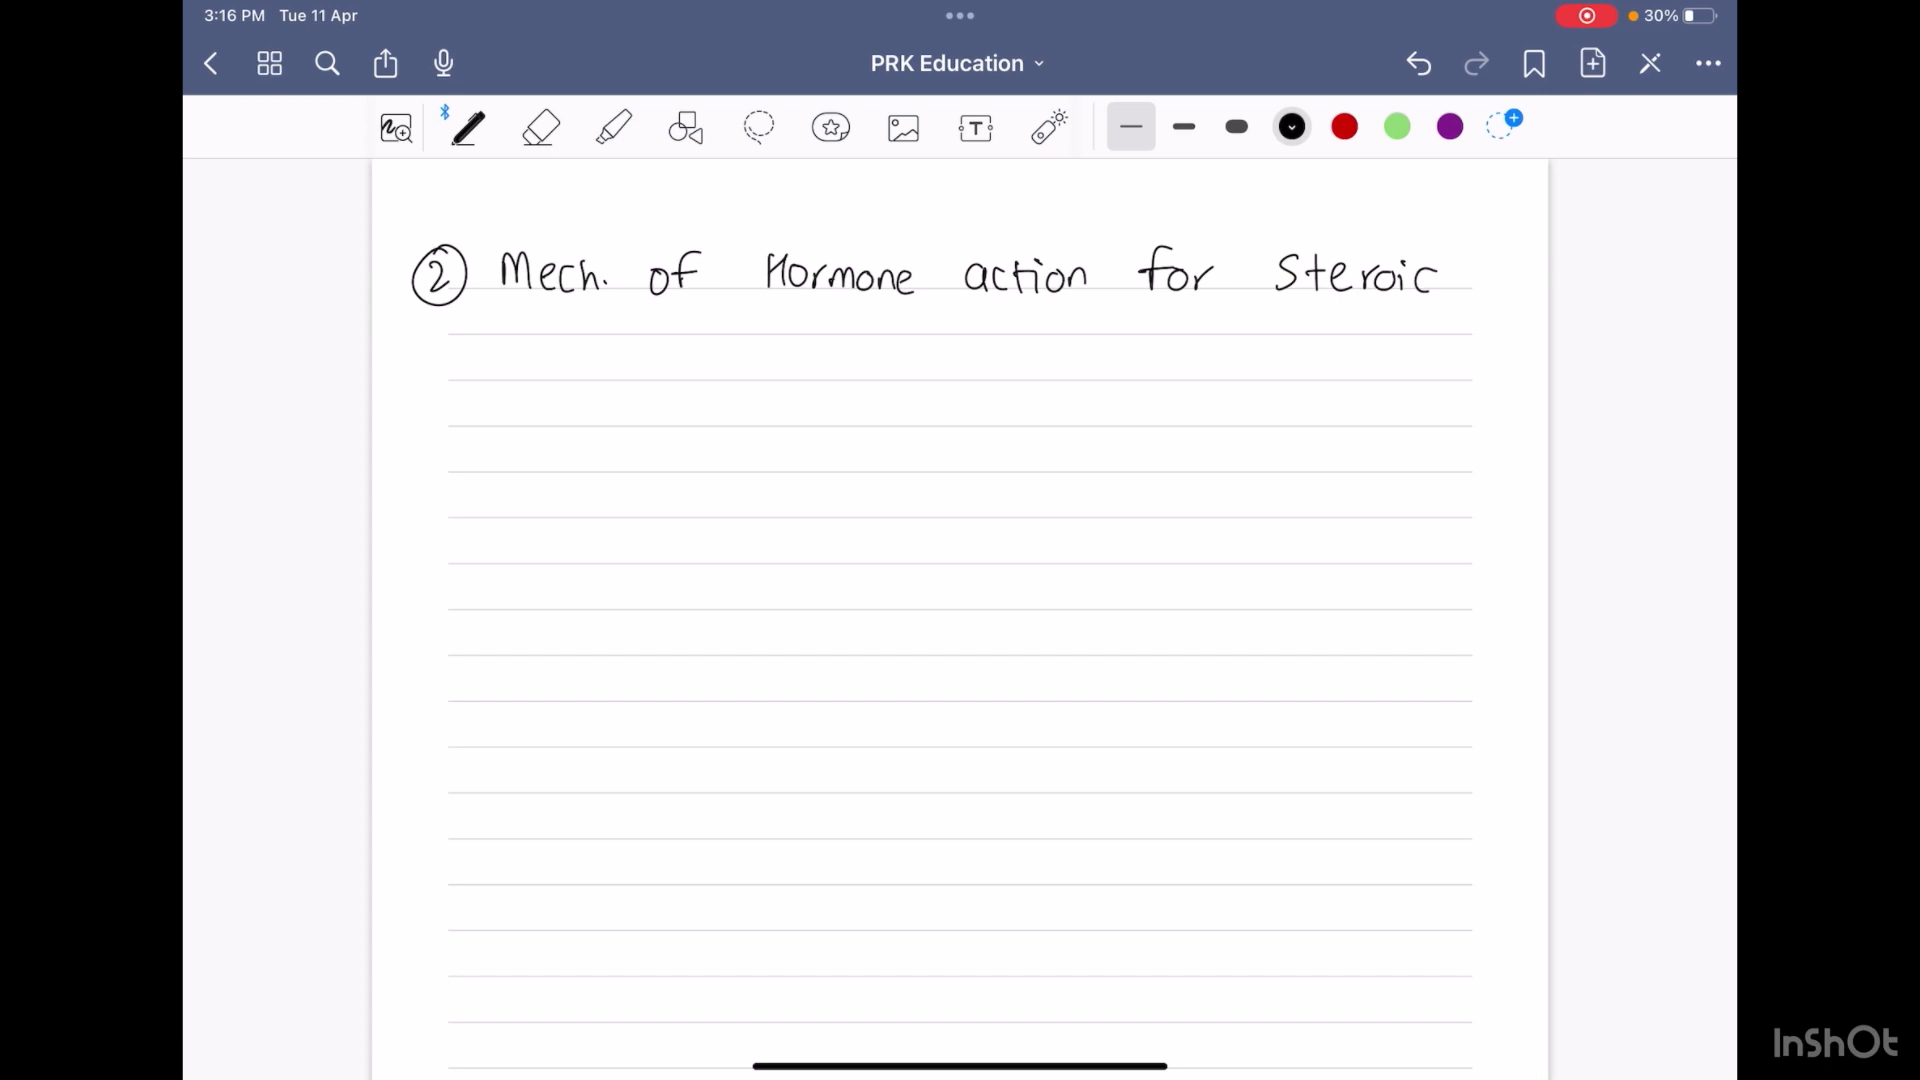 3:16 PM Tue 11 Apr
30%
PRK Education
T
② Mech. of Hormone action for Steroic
InShOt